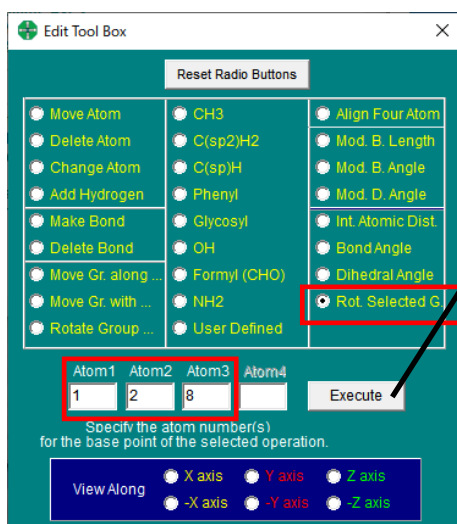 Edit Tool Box
Reset Radio Buttons
Move Atom CH3 Align Four Atom
Delete Atom C(sp2)H2 Mod. B. Length
Change Atom C(sp)H Mod. B. Angle
Add Hydrogen Phenyl Mod. D. Angle
Make Bond Glycosyl Int. Atomic Dist.
Delete Bond OH Bond Angle
Move Gr. along ... Formyl (CHO) Dihedral Angle
Move Gr. with ... NH2 Rot. Selected G.
Rotate Group ... User Defined
Atom1 Atom2 Atom3 Atom4
1 2 8 Execute
Specify the atom number(s)
for the base point of the selected operation.
View Along X axis Y axis Z axis
-X axis -Y axis -Z axis